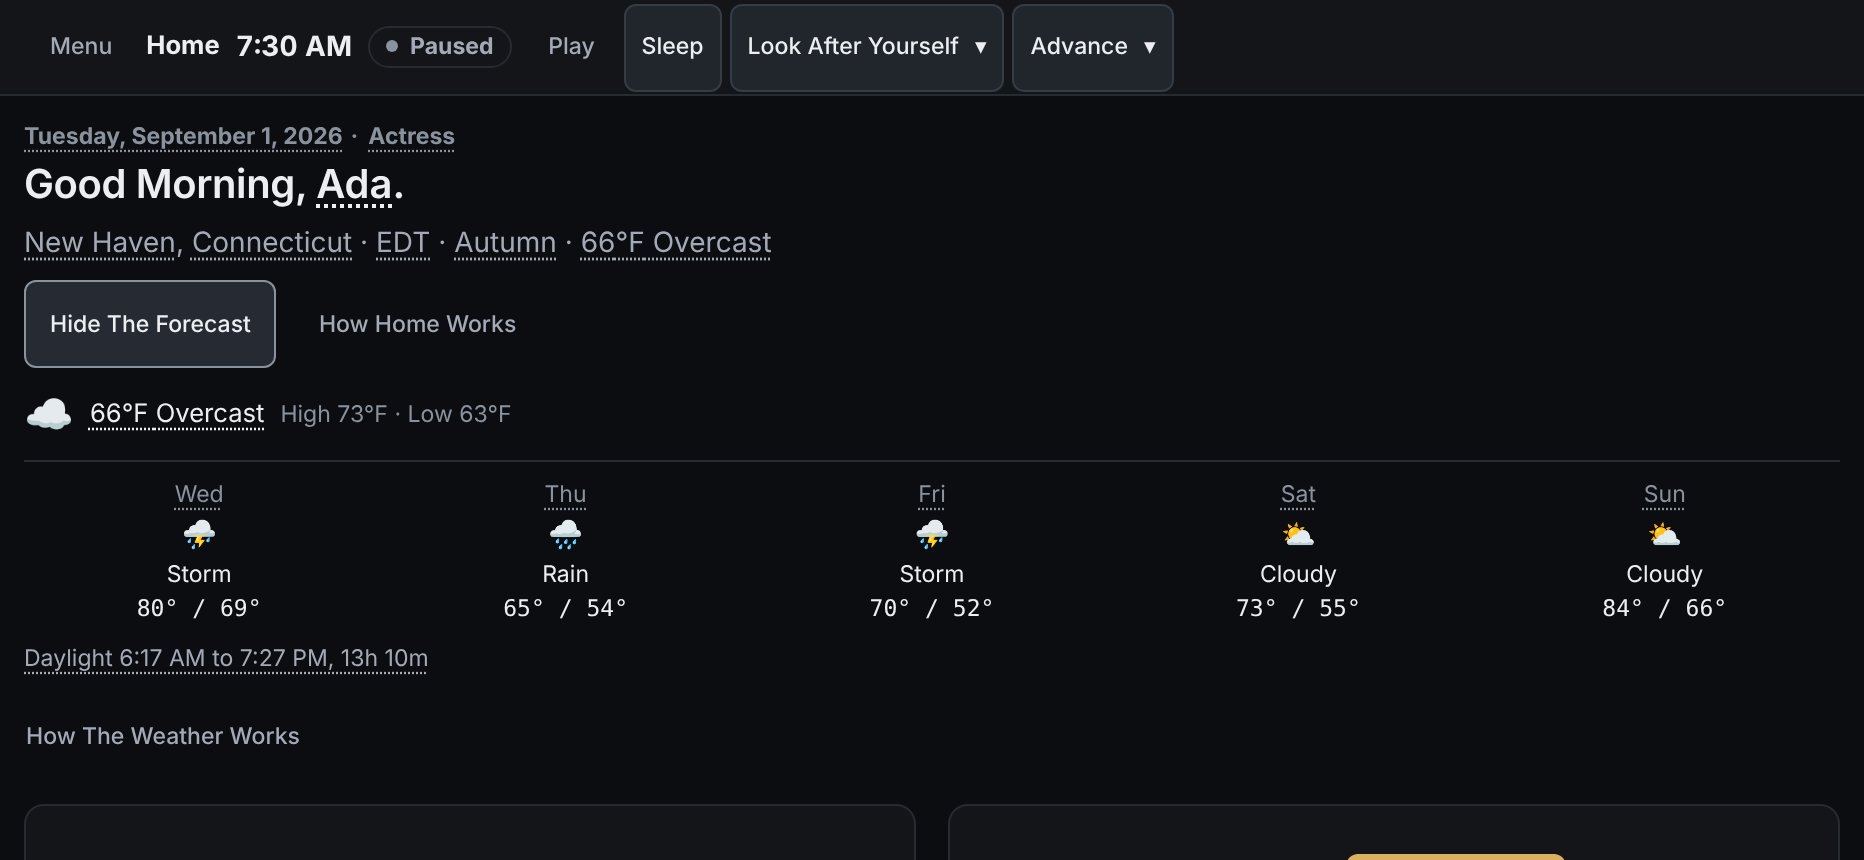 Menu Home 7:30 AM Paused Play Sleep Look After Yourself ▼ Advance ▼
Tuesday, September 1, 2026 · Actress
Good Morning, Ada.
New Haven, Connecticut · EDT · Autumn · 66°F Overcast
Hide The Forecast How Home Works
66°F Overcast High 73°F · Low 63°F
Wed Thu Fri Sat Sun
Storm Rain Storm Cloudy Cloudy
80° / 69° 65° / 54° 70° / 52° 73° / 55° 84° / 66°
Daylight 6:17 AM to 7:27 PM, 13h 10m
How The Weather Works